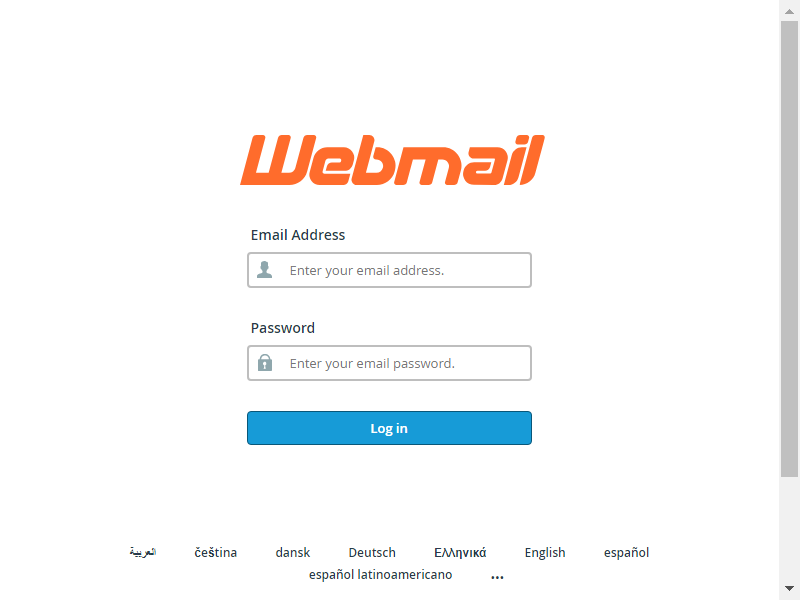 Webmail
Email Address
Enter your email address.
Password
Enter your email password.
Log in
العربية čeština dansk Deutsch Ελληνικά English español
español latinoamericano ...